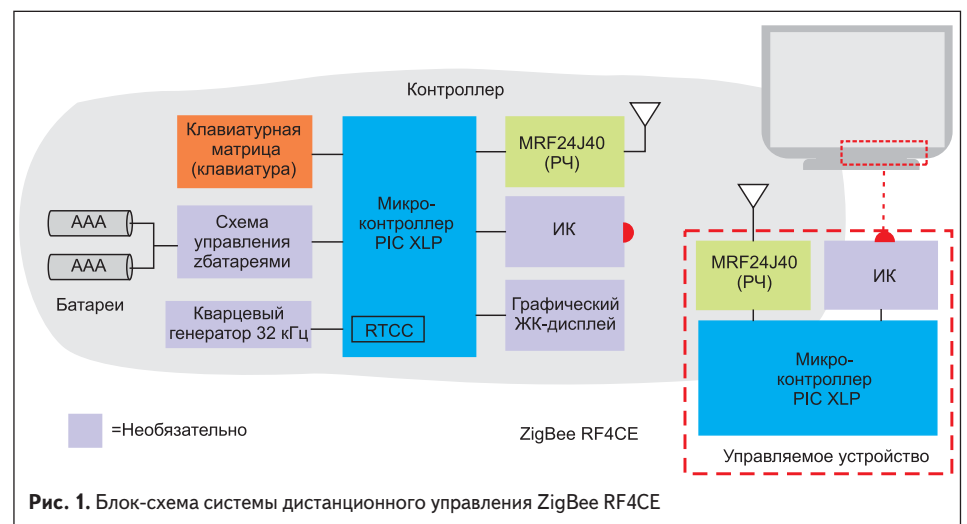 Контроллер
Клавиатурная
матрица
(клавиатура)
MRF24J40
(РЧ)
Микро-
контроллер
PIC XLP
AAA
AAA
Батареи
Схема
управления
zбатареями
ИК
Кварцевый
генератор 32 кГц
RTCC
Графический
ЖК-дисплей
MRF24J40
(РЧ)
ИК
Микро-
контроллер
PIC XLP
Управляемое устройство
=Необязательно
ZigBee RF4CE
Рис. 1. Блок-схема системы дистанционного управления ZigBee RF4CE